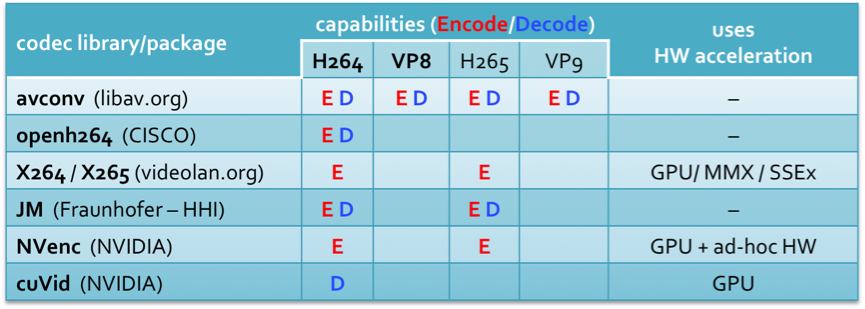 codec library/package capabilities (Encode/Decode) uses HW acceleration
H264 VP8 H265 VP9
avconv (libav.org) E D E D E D E D –
openh264 (CISCO) E D –
X264 / X265 (videolan.org) E E GPU/ MMX / SSEx
JM (Fraunhofer – HHI) E D E D –
NVenc (NVIDIA) E E GPU + ad-hoc HW
cuVid (NVIDIA) D GPU